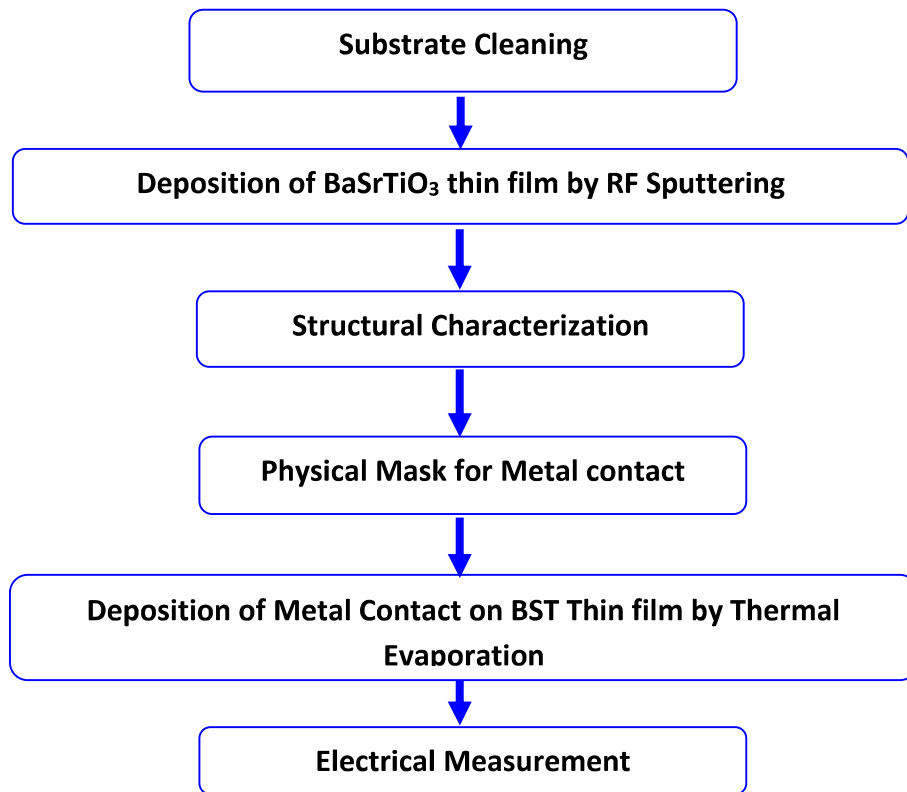 Substrate Cleaning
Deposition of BaSrTiO₃ thin film by RF Sputtering
Structural Characterization
Physical Mask for Metal contact
Deposition of Metal Contact on BST Thin film by Thermal
Evaporation
Electrical Measurement